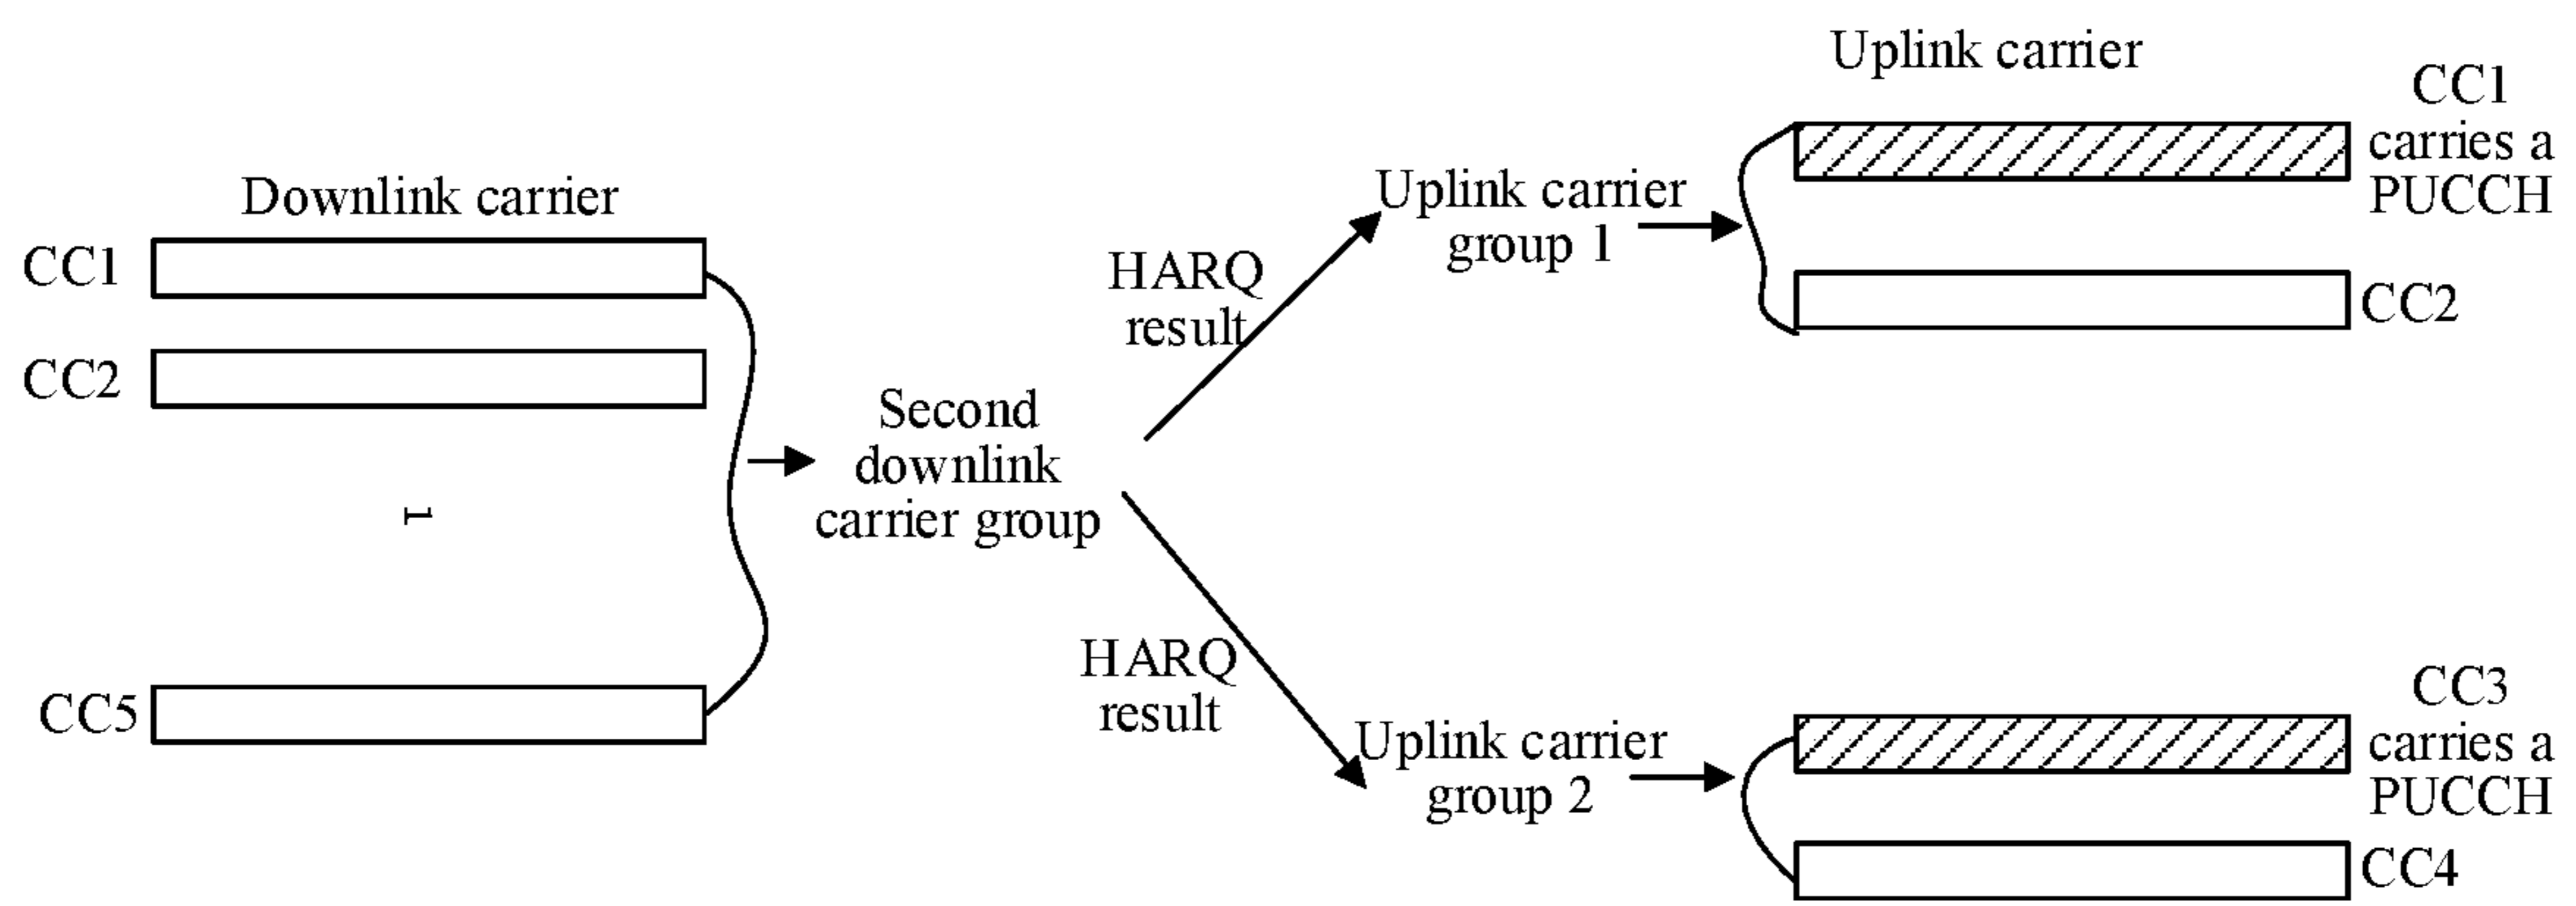 Downlink carrier
CC1
CC2
1
CC5
Second
downlink
carrier group
HARQ
result
HARQ
result
Uplink carrier
group 1
Uplink carrier
group 2
Uplink carrier
CC1
carries a
PUCCH
CC2
CC3
carries a
PUCCH
CC4